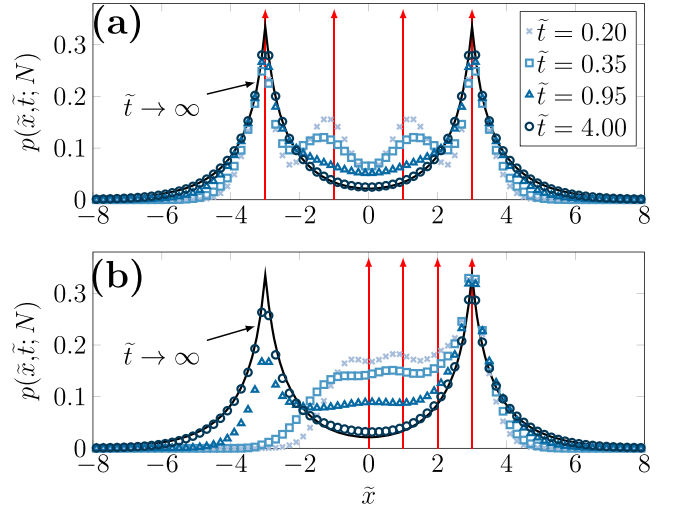 (a)
p(x̃,t̃; N)
0.3
0.2
0.1
0
t̃ → ∞
t̃ = 0.20
t̃ = 0.35
t̃ = 0.95
t̃ = 4.00
−8 −6 −4 −2 0 2 4 6 8
(b)
p(x̃,t̃; N)
0.3
0.2
0.1
0
t̃ → ∞
−8 −6 −4 −2 0 2 4 6 8
x̃